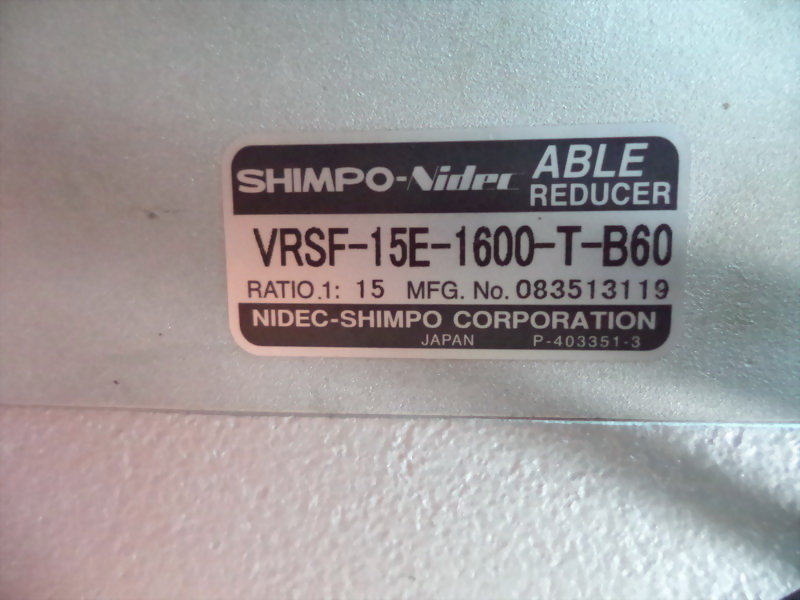 SHIMPO-Nidec ABLE
REDUCER
VRSF-15E-1600-T-B60
RATIO.1: 15 MFG. No. 083513119
NIDEC-SHIMPO CORPORATION
JAPAN P-403351-3